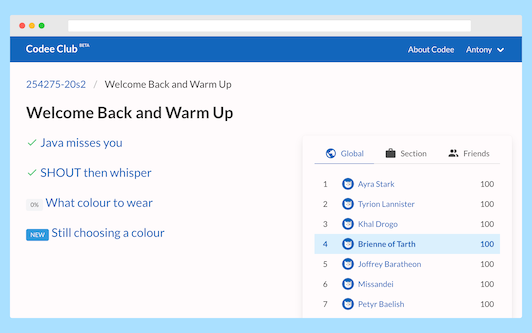 Codee Club BETA
About Codee
Antony
254275-20s2 / Welcome Back and Warm Up
Welcome Back and Warm Up
Java misses you
SHOUT then whisper
0% What colour to wear
NEW Still choosing a colour
Global Section Friends
1 Ayra Stark 100
2 Tyrion Lannister 100
3 Khal Drogo 100
4 Brienne of Tarth 100
5 Joffrey Baratheon 100
6 Missandei 100
7 Petyr Baelish 100